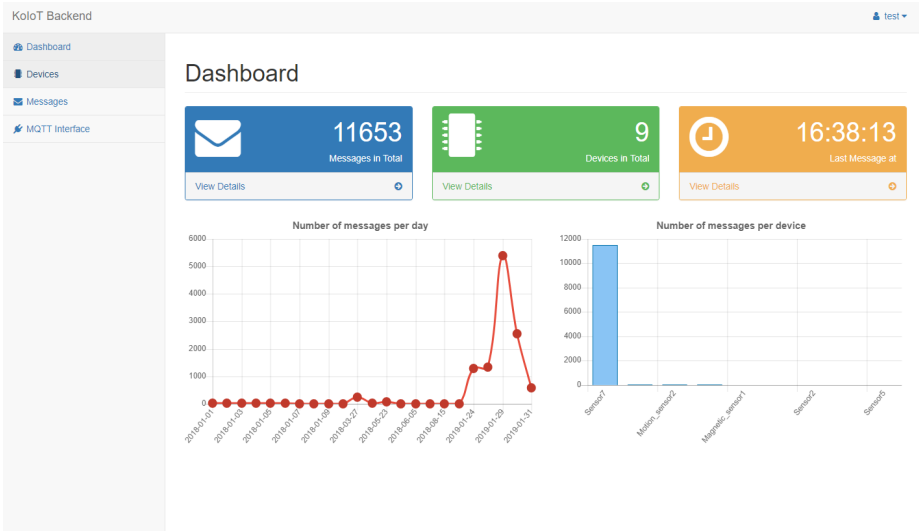 KoIoT Backend
test
Dashboard
Devices
Messages
MQTT Interface
Dashboard
11653
Messages in Total
View Details
9
Devices in Total
View Details
16:38:13
Last Message at
View Details
Number of messages per day
6000
5000
4000
3000
2000
1000
0
2018-01-01
2018-01-03
2018-01-05
2018-01-07
2018-01-09
2018-03-27
2018-05-23
2018-06-05
2018-08-15
2019-01-24
2019-01-29
2019-01-31
Number of messages per device
12000
10000
8000
6000
4000
2000
0
Sensor7
Motion_sensor2
Magnetic_sensor1
Sensor2
Sensor5